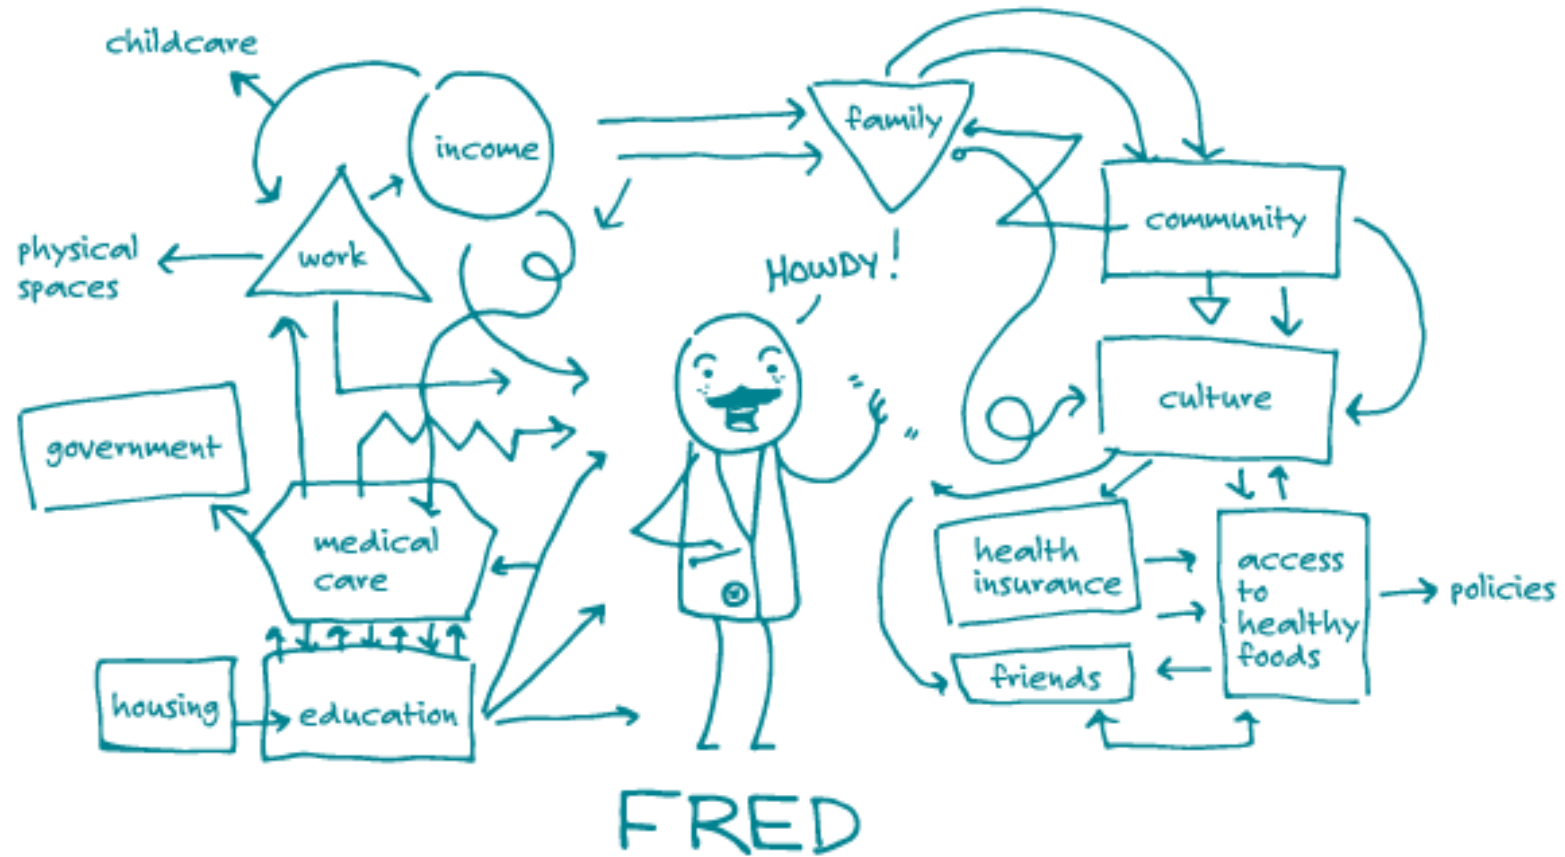 childcare
income
family
community
work
physical
spaces
HOWDY!
government
culture
medical
care
health
insurance
access
to
healthy
foods
policies
friends
housing
education
FRED